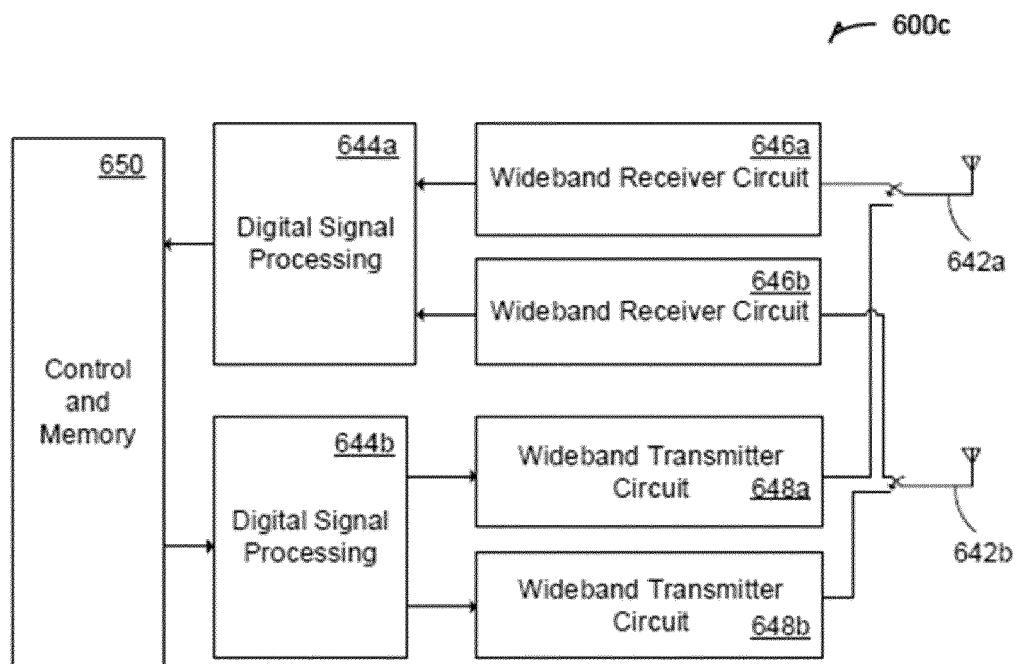 600c
650
Control
and
Memory
644a
Digital Signal
Processing
646a
Wideband Receiver Circuit
646b
Wideband Receiver Circuit
642a
644b
Digital Signal
Processing
Wideband Transmitter
Circuit 648a
Wideband Transmitter
Circuit 648b
642b